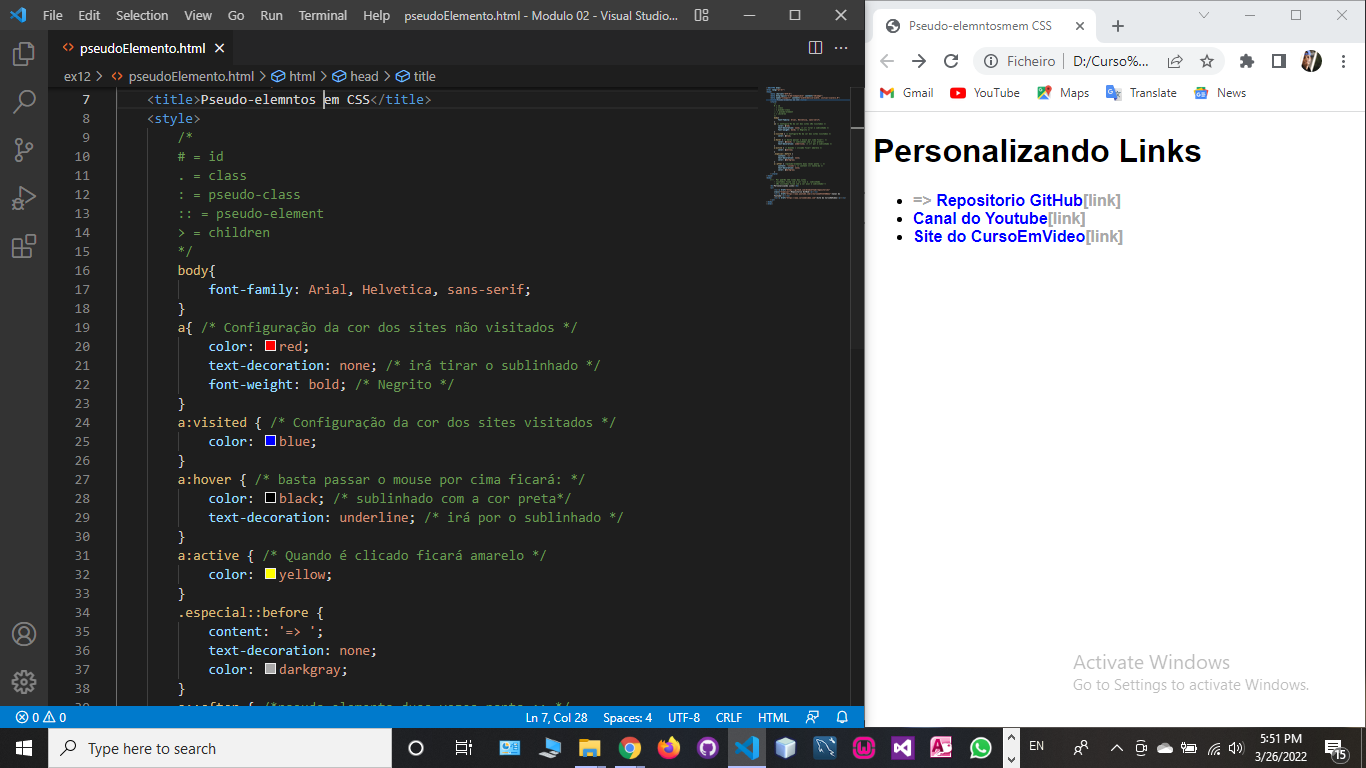 File Edit Selection View Go Run Terminal Help pseudoElemento.html - Modulo 02 - Visual Studio...
pseudoElemento.html
ex12 > pseudoElemento.html > html > head > title
7 <title>Pseudo-elemntos em CSS</title>
8 <style>
9 /*
10 # = id
11 . = class
12 : = pseudo-class
13 :: = pseudo-element
14 > = children
15 */
16 body{
17 font-family: Arial, Helvetica, sans-serif;
18 }
19 a{ /* Configuração da cor dos sites não visitados */
20 color: red;
21 text-decoration: none; /* irá tirar o sublinhado */
22 font-weight: bold; /* Negrito */
23 }
24 a:visited { /* Configuração da cor dos sites visitados */
25 color: blue;
26 }
27 a:hover { /* basta passar o mouse por cima ficará: */
28 color: black; /* sublinhado com a cor preta*/
29 text-decoration: underline; /* irá por o sublinhado */
30 }
31 a:active { /* Quando é clicado ficará amarelo */
32 color: yellow;
33 }
34 .especial::before {
35 content: '=> ';
36 text-decoration: none;
37 color: darkgray;
38 }
0 0 Ln 7, Col 28 Spaces: 4 UTF-8 CRLF HTML
Pseudo-elemntosmem CSS
Ficheiro D:/Curso%...
Gmail YouTube Maps Translate News
Personalizando Links
=> Repositorio GitHub[link]
Canal do Youtube[link]
Site do CursoEmVideo[link]
Activate Windows
Go to Settings to activate Windows.
Type here to search
EN
5:51 PM
3/26/2022
15